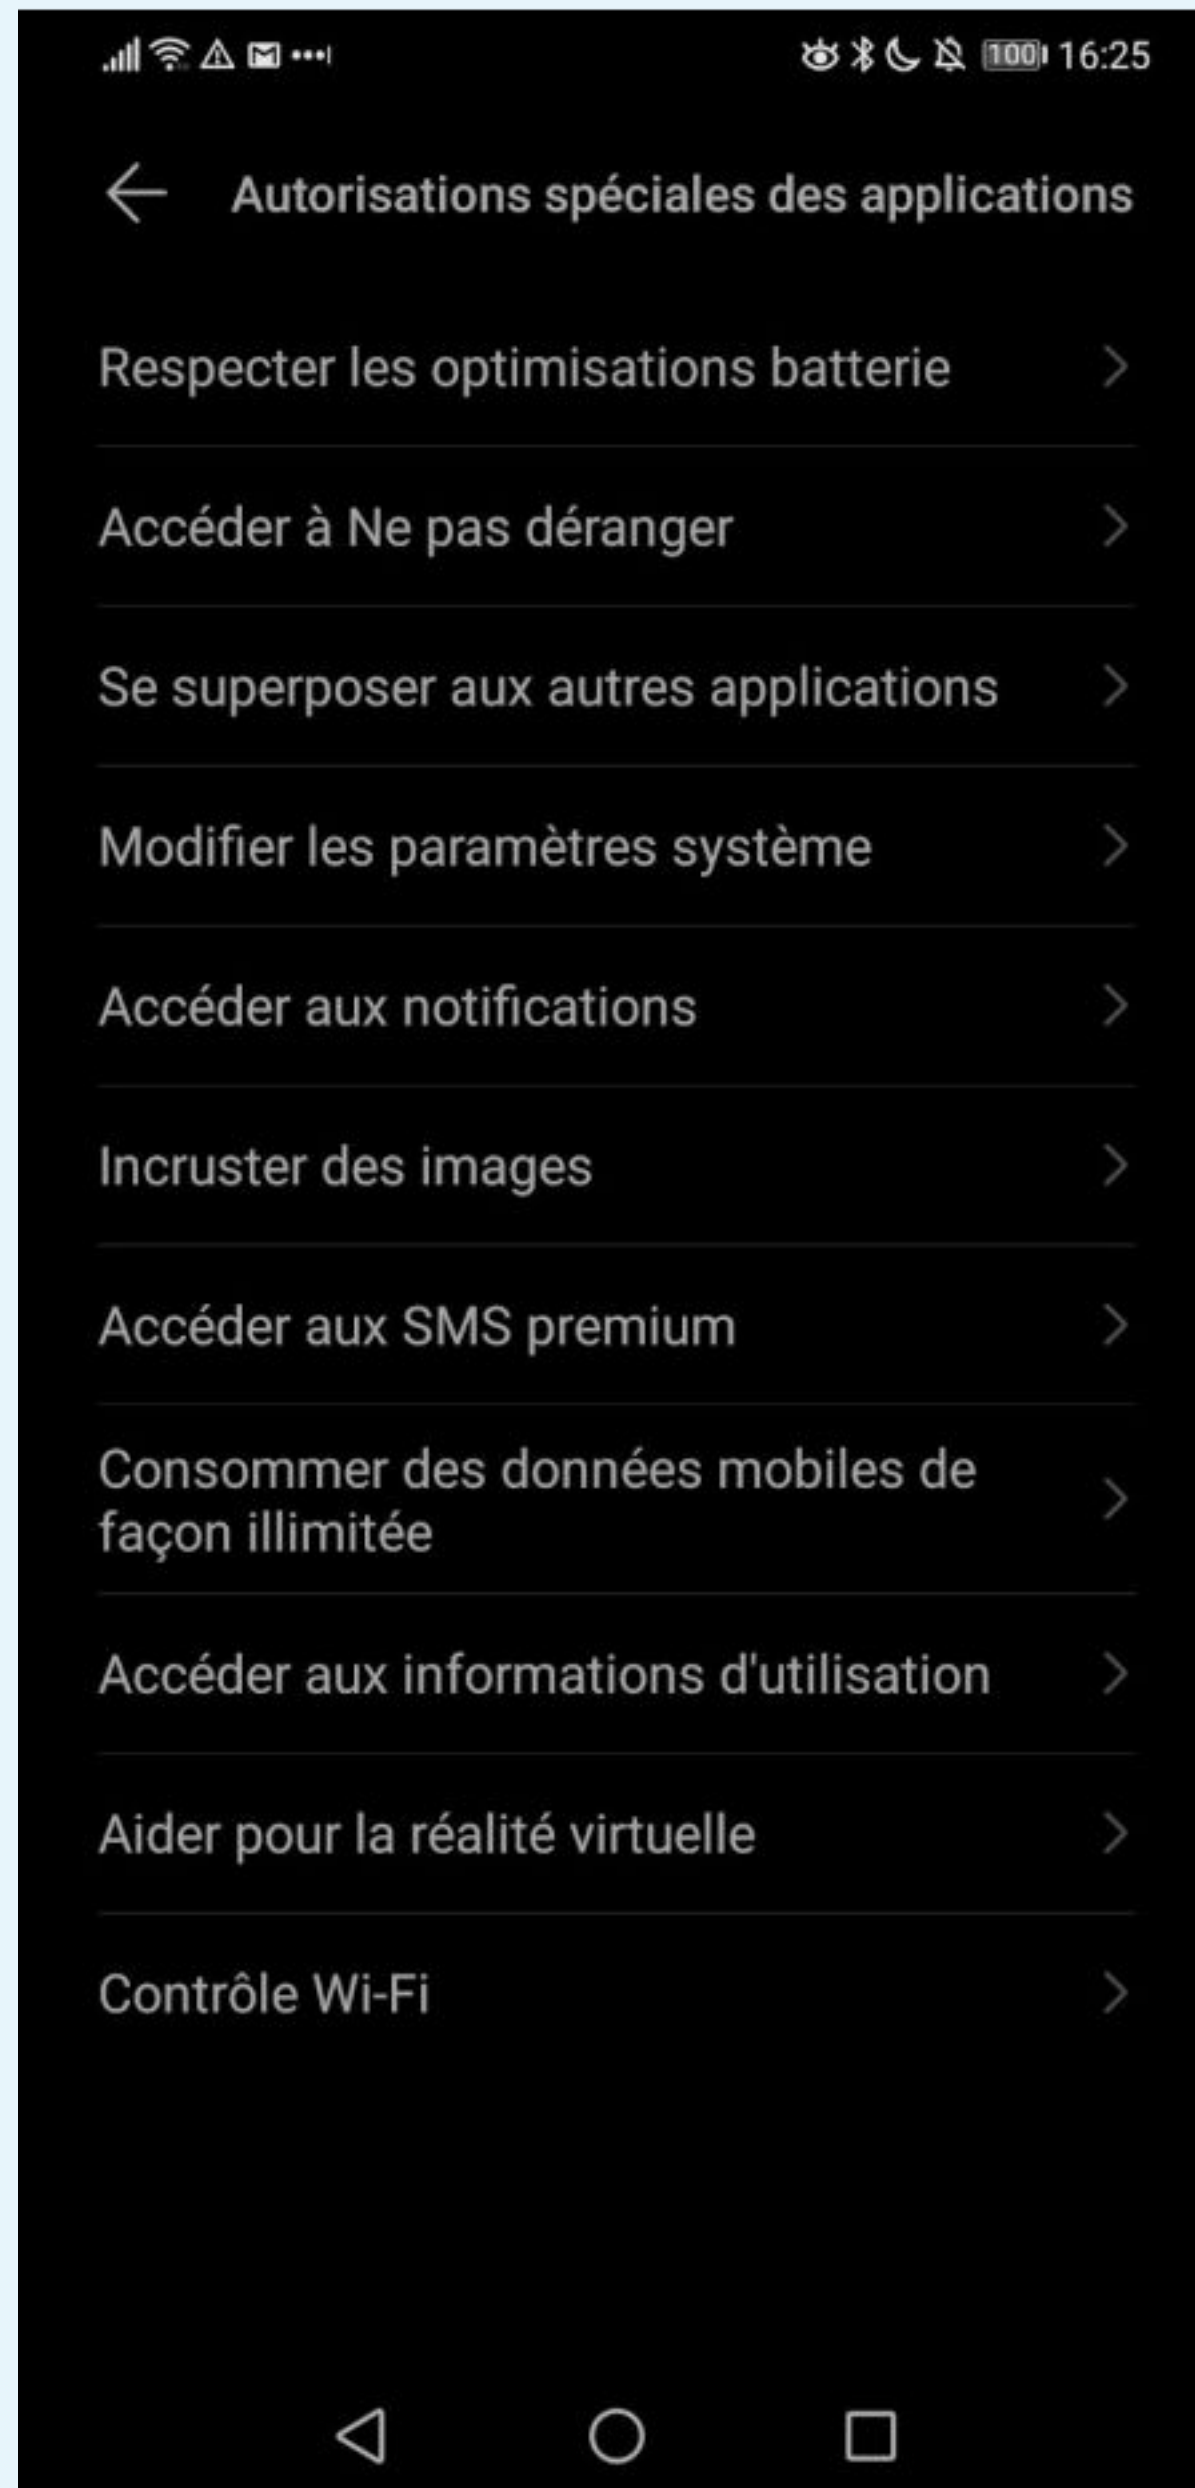 100 16:25
Autorisations spéciales des applications
Respecter les optimisations batterie
Accéder à Ne pas déranger
Se superposer aux autres applications
Modifier les paramètres système
Accéder aux notifications
Incruster des images
Accéder aux SMS premium
Consommer des données mobiles de
façon illimitée
Accéder aux informations d'utilisation
Aider pour la réalité virtuelle
Contrôle Wi-Fi